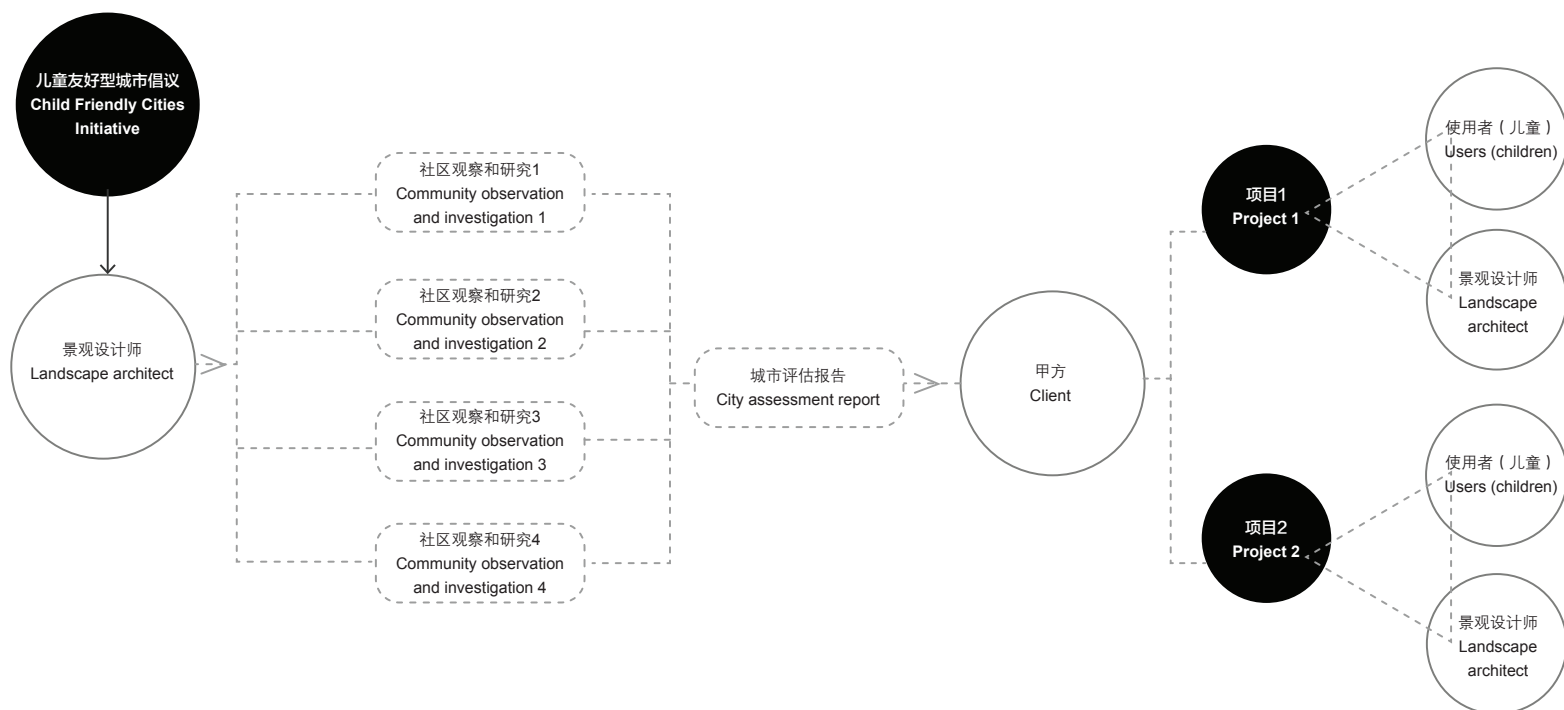 儿童友好型城市倡议
Child Friendly Cities
Initiative
景观设计师
Landscape architect
社区观察和研究1
Community observation
and investigation 1
社区观察和研究2
Community observation
and investigation 2
社区观察和研究3
Community observation
and investigation 3
社区观察和研究4
Community observation
and investigation 4
城市评估报告
City assessment report
甲方
Client
项目1
Project 1
使用者（儿童）
Users (children)
景观设计师
Landscape
architect
项目2
Project 2
使用者（儿童）
Users (children)
景观设计师
Landscape
architect